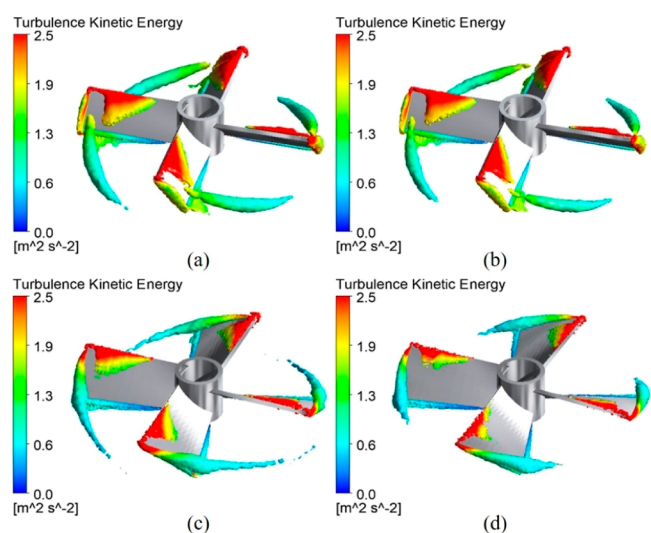 Turbulence Kinetic Energy
2.5
1.9
1.3
0.6
0.0
[m^2 s^-2]
(a)
Turbulence Kinetic Energy
2.5
1.9
1.3
0.6
0.0
[m^2 s^-2]
(b)
Turbulence Kinetic Energy
2.5
1.9
1.3
0.6
0.0
[m^2 s^-2]
(c)
Turbulence Kinetic Energy
2.5
1.9
1.3
0.6
0.0
[m^2 s^-2]
(d)